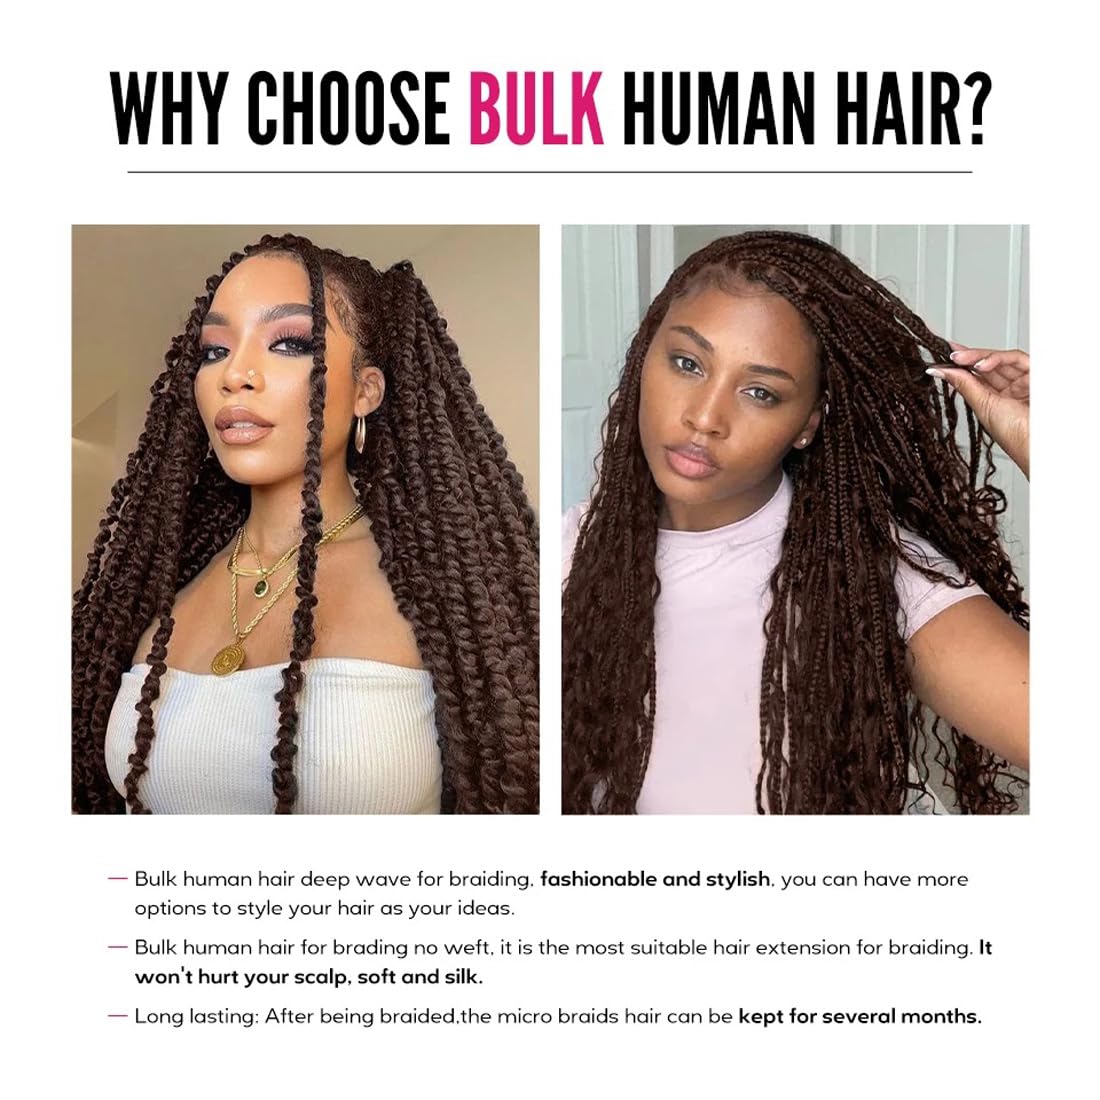 WHY CHOOSE BULK HUMAN HAIR?
— Bulk human hair deep wave for braiding, fashionable and stylish, you can have more
options to style your hair as your ideas.
— Bulk human hair for brading no weft, it is the most suitable hair extension for braiding. It
won't hurt your scalp, soft and silk.
— Long lasting: After being braided,the micro braids hair can be kept for several months.